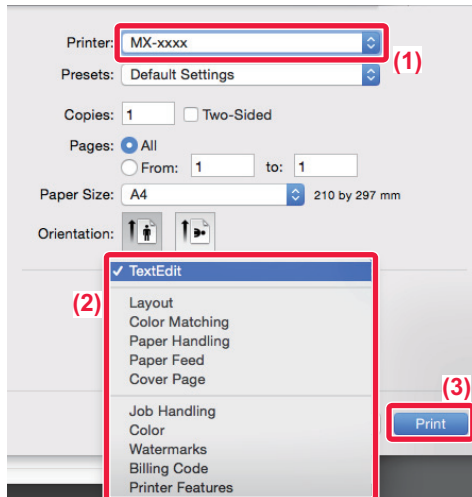 Printer: MX-xxxx
(1)
Presets: Default Settings
Copies: 1 Two-Sided
Pages: All
From: 1 to: 1
Paper Size: A4 210 by 297 mm
Orientation:
(2)
✓ TextEdit
Layout
Color Matching
Paper Handling
Paper Feed
Cover Page
Job Handling
Color
Watermarks
Billing Code
Printer Features
(3)
Print